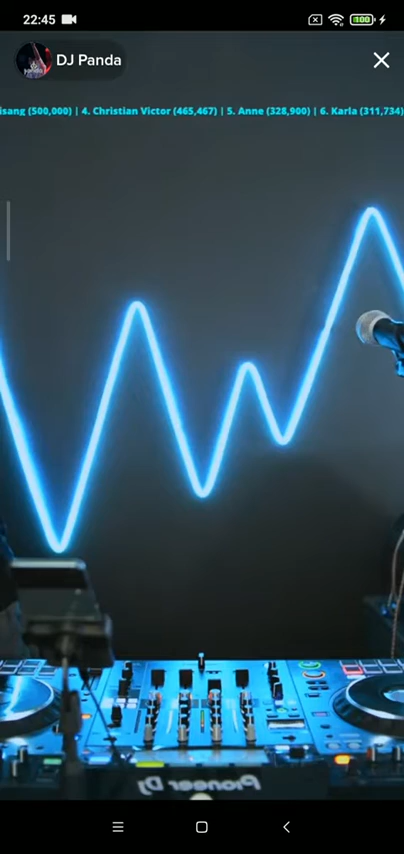 22:45
100
DJ Panda
isang (500,000) | 4. Christian Victor (465,467) | 5. Anne (328,900) | 6. Karla (311,734)
Pioneer Dj